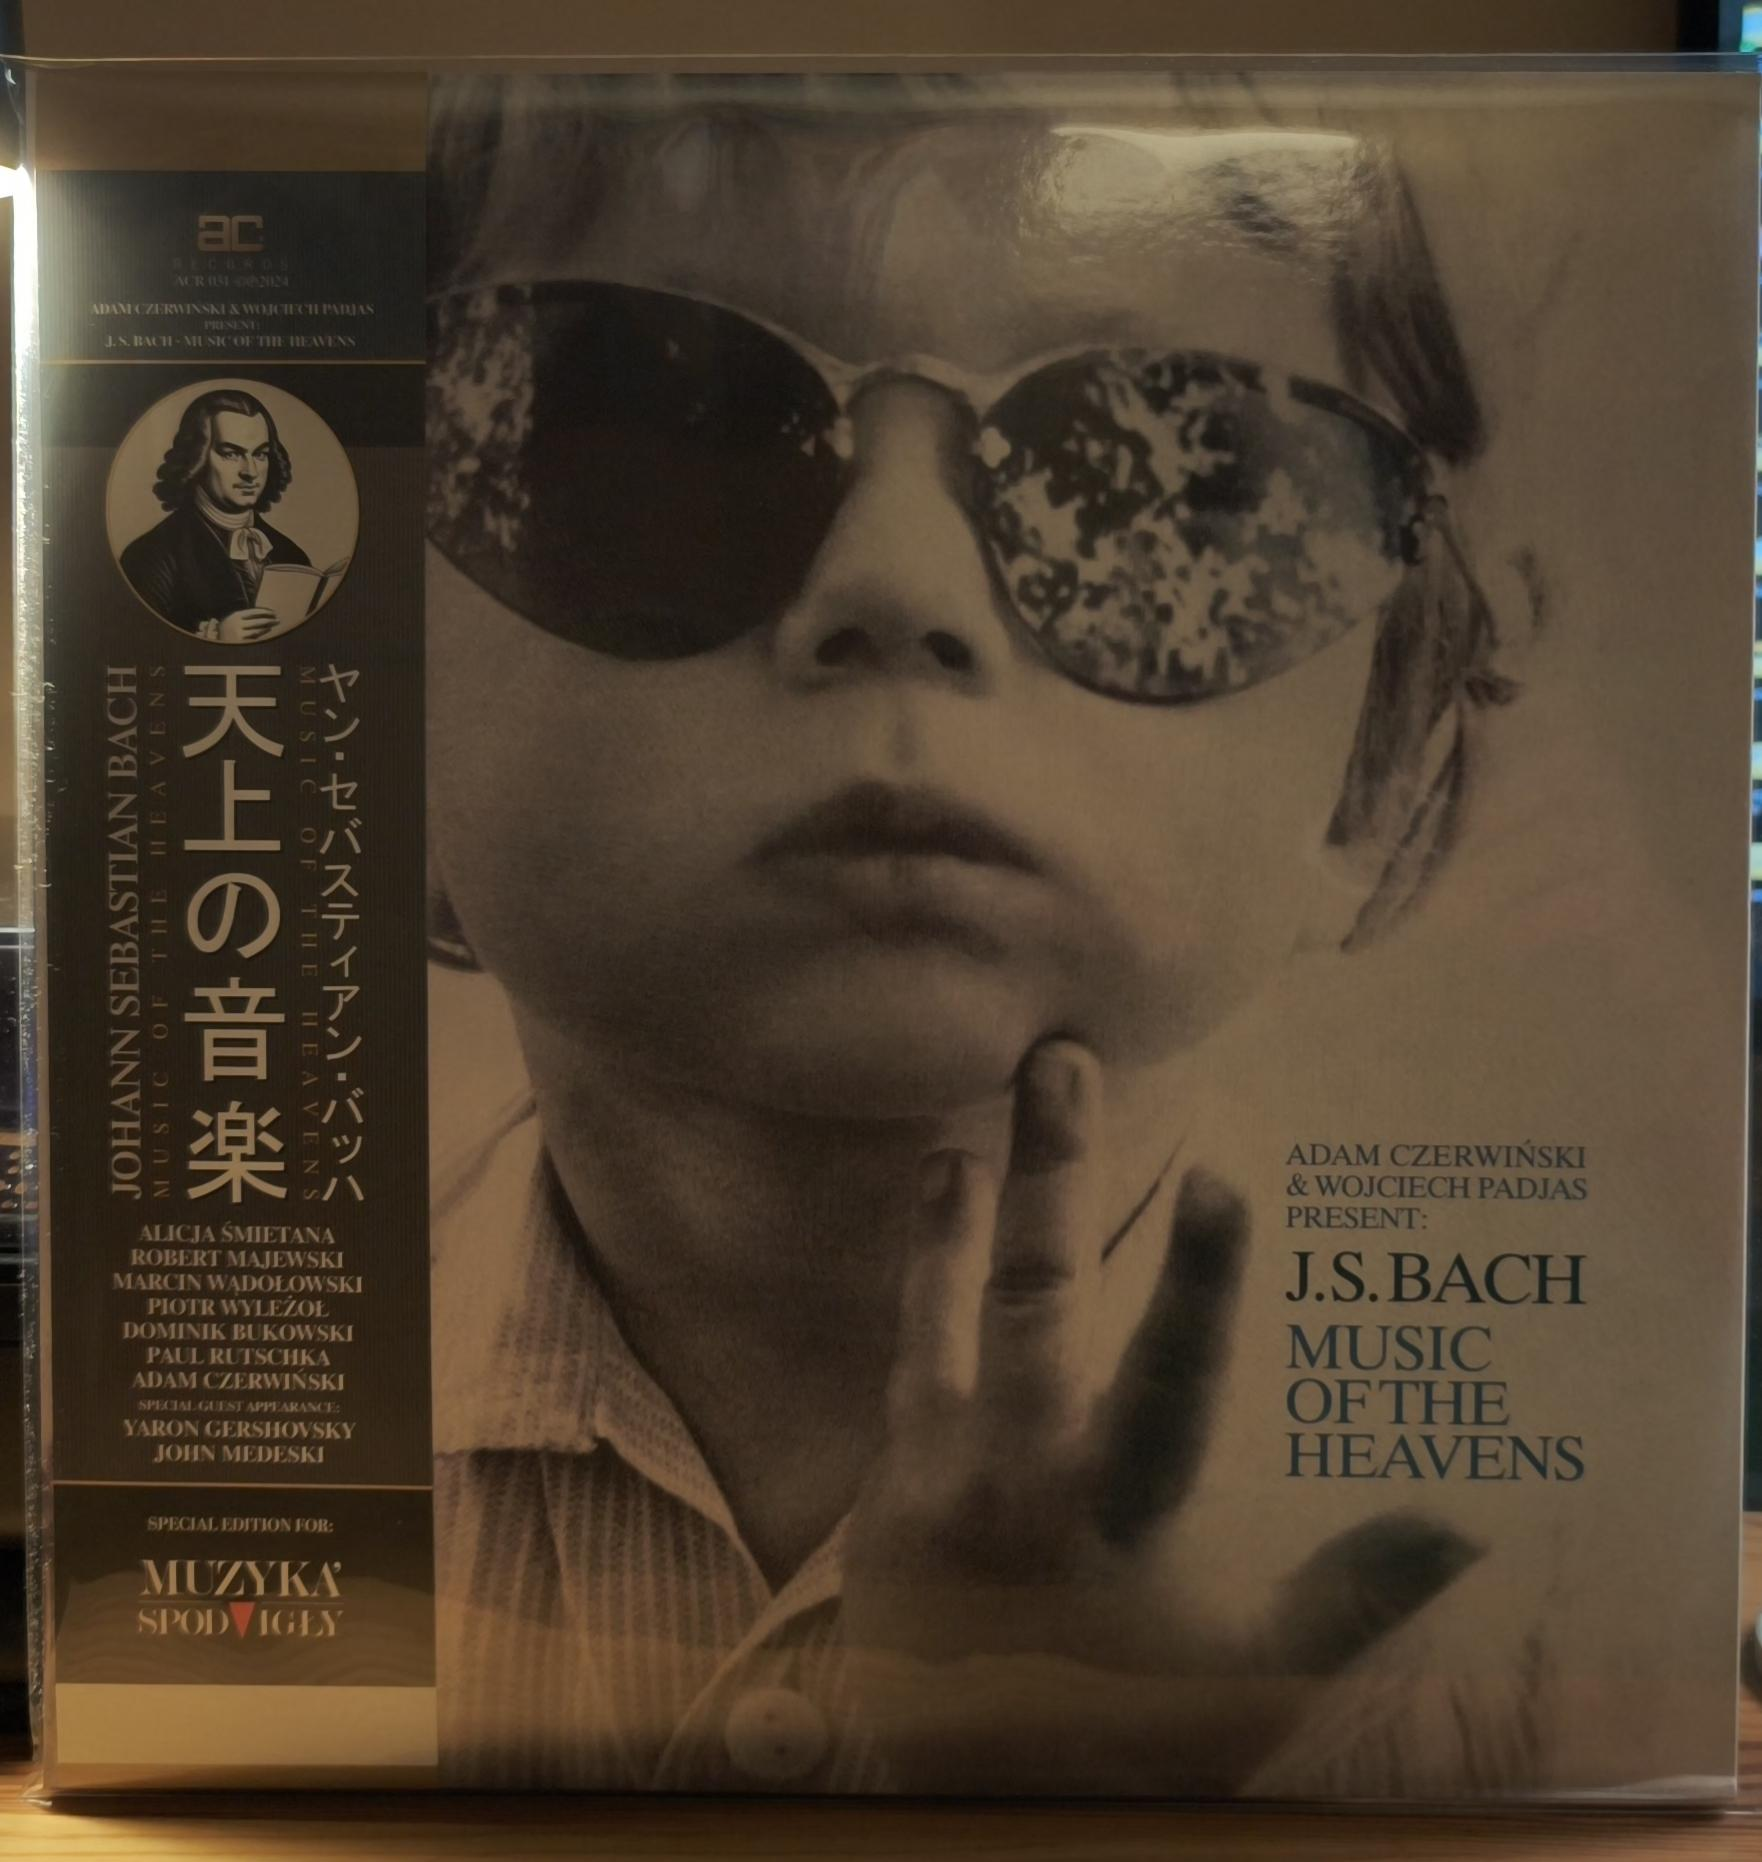 ac
RECORDS
ACR 031 ©℗2024
ADAM CZERWIŃSKI & WOJCIECH PADJAS
PRESENT:
J. S. BACH - MUSIC OF THE HEAVENS
JOHANN SEBASTIAN BACH
MUSIC OF THE HEAVENS
天上の音楽
MUSIC OF THE HEAVENS
ヤン・セバスティアン・バッハ
ALICJA ŚMIETANA
ROBERT MAJEWSKI
MARCIN WĄDOŁOWSKI
PIOTR WYLEŻOŁ
DOMINIK BUKOWSKI
PAUL RUTSCHKA
ADAM CZERWIŃSKI
SPECIAL GUEST APPEARANCE:
YARON GERSHOVSKY
JOHN MEDESKI
SPECIAL EDITION FOR:
MUZYKA
SPOD IGŁY
ADAM CZERWIŃSKI
& WOJCIECH PADJAS
PRESENT:
J.S. BACH
MUSIC
OF THE
HEAVENS